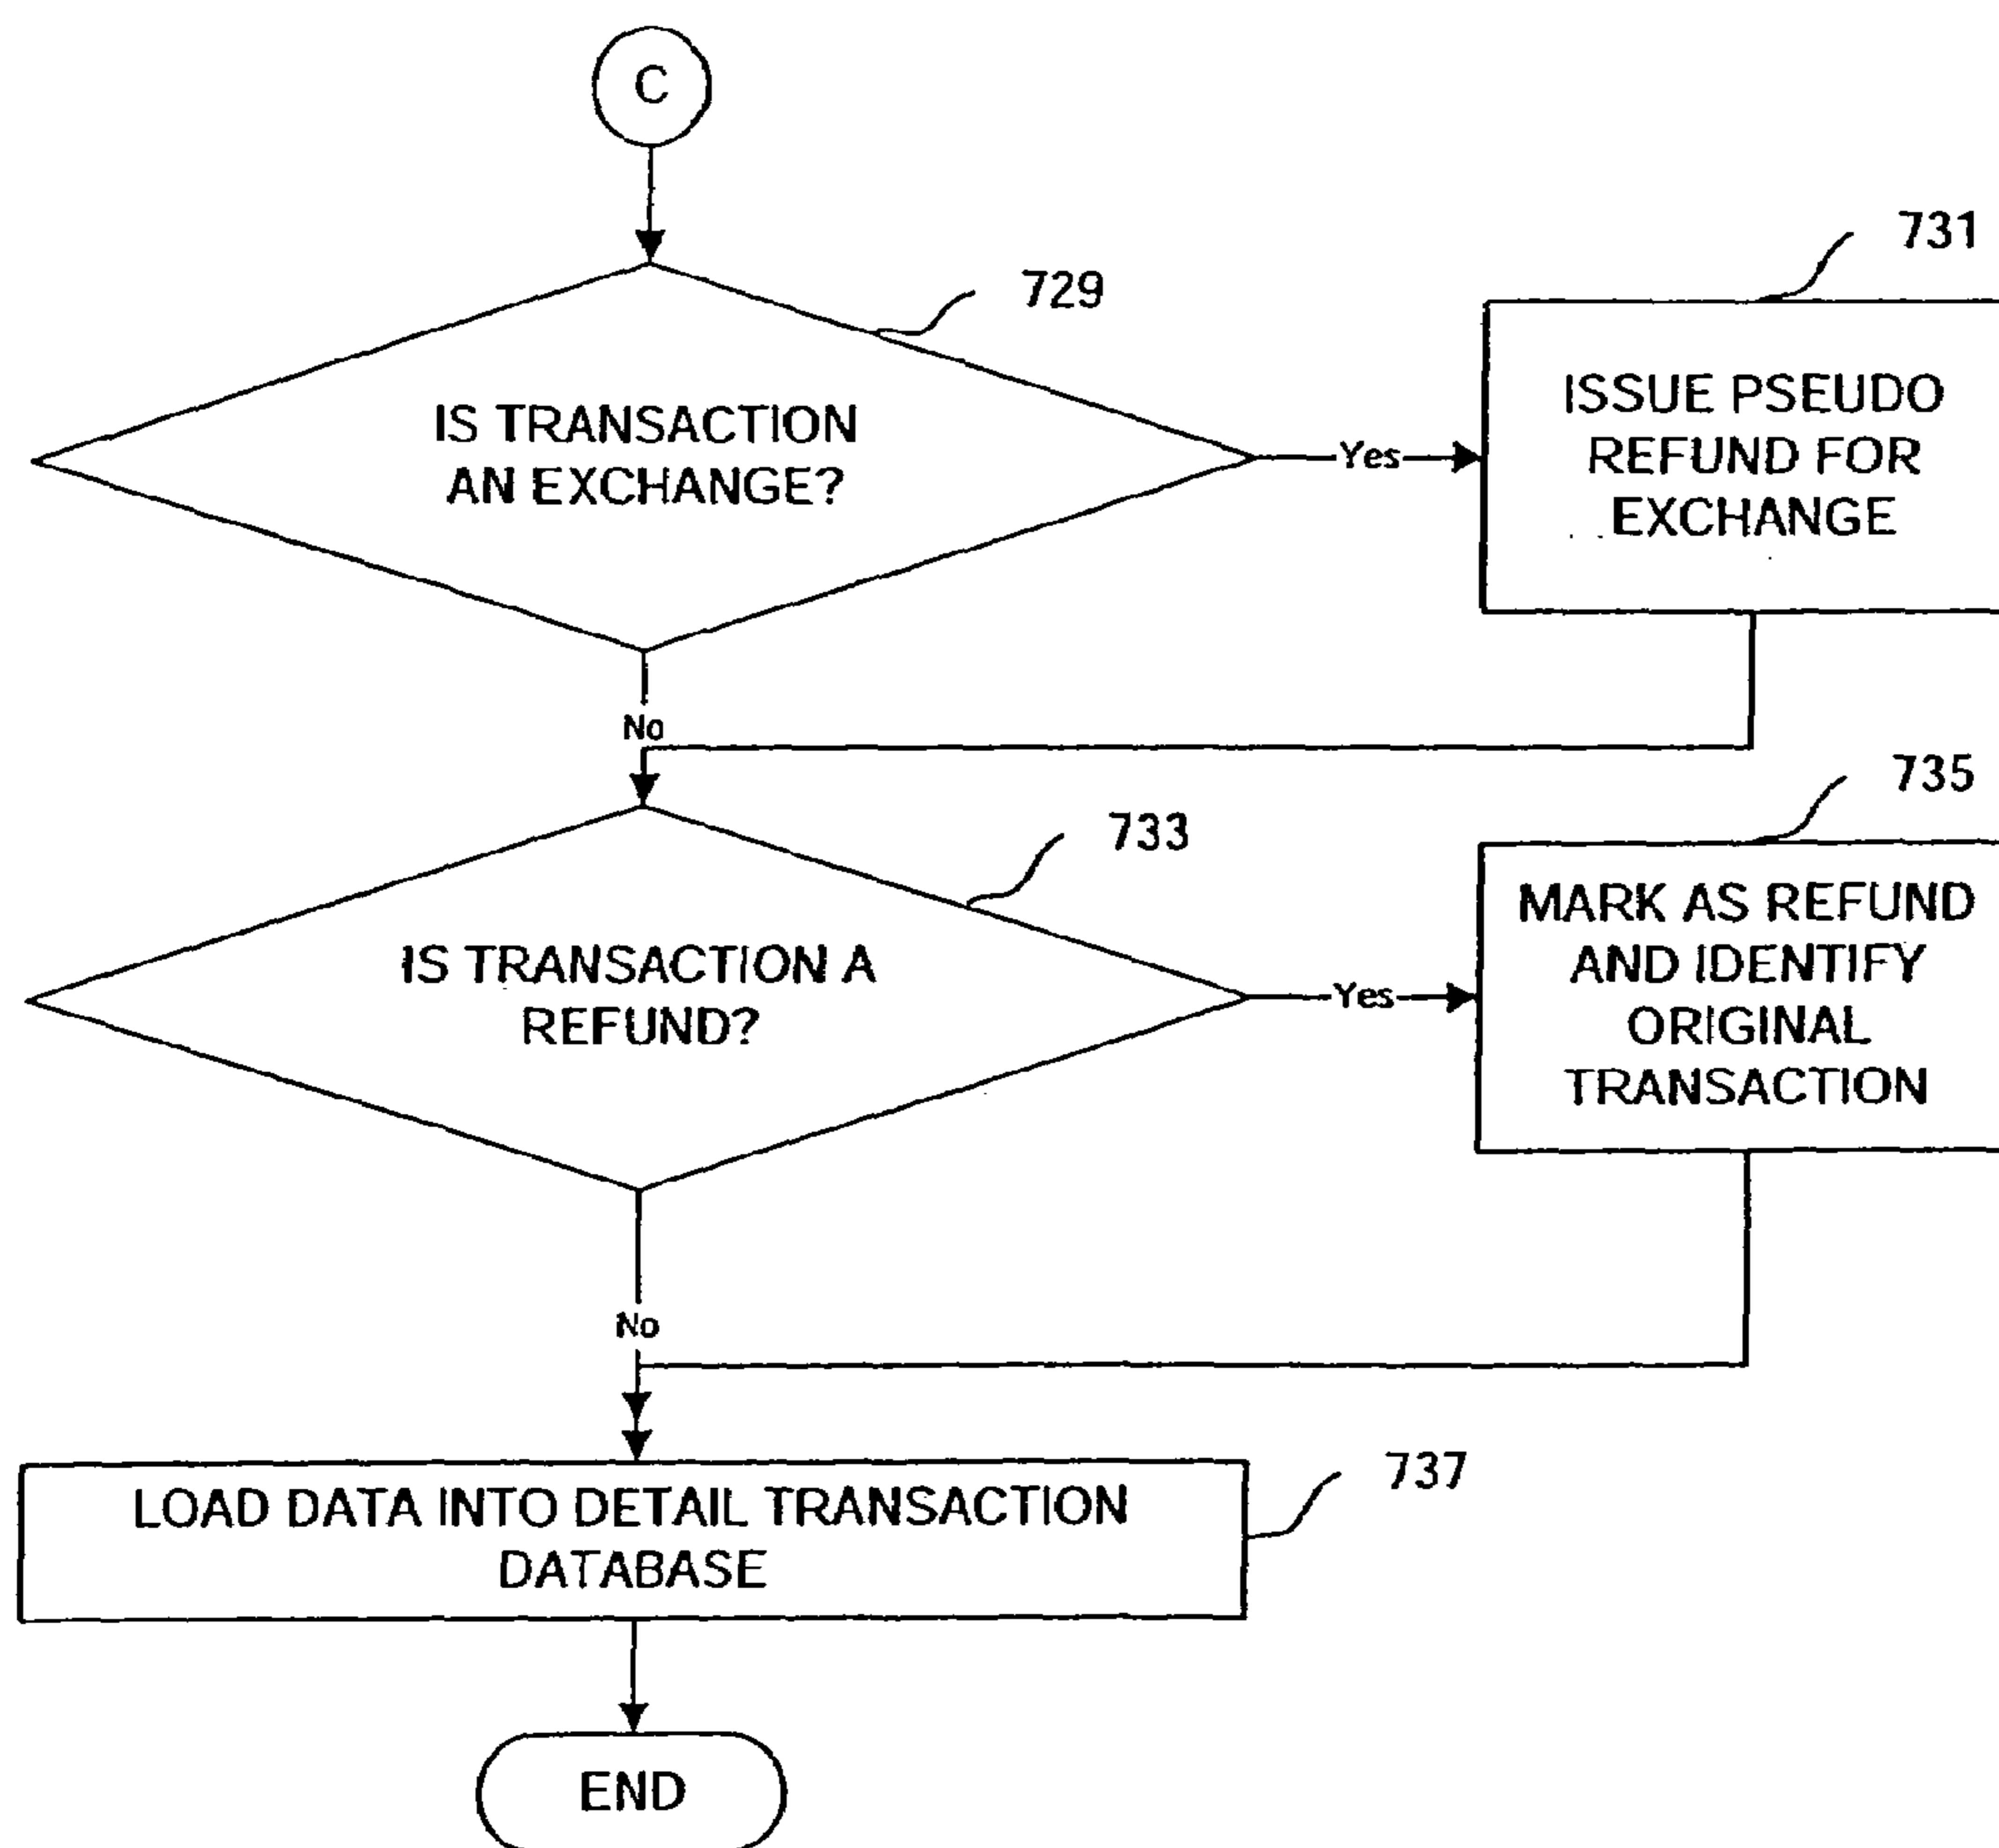 C
729
731
IS TRANSACTION
AN EXCHANGE?
Yes
ISSUE PSEUDO
REFUND FOR
EXCHANGE
No
733
735
IS TRANSACTION A
REFUND?
Yes
MARK AS REFUND
AND IDENTIFY
ORIGINAL
TRANSACTION
No
737
LOAD DATA INTO DETAIL TRANSACTION
DATABASE
END